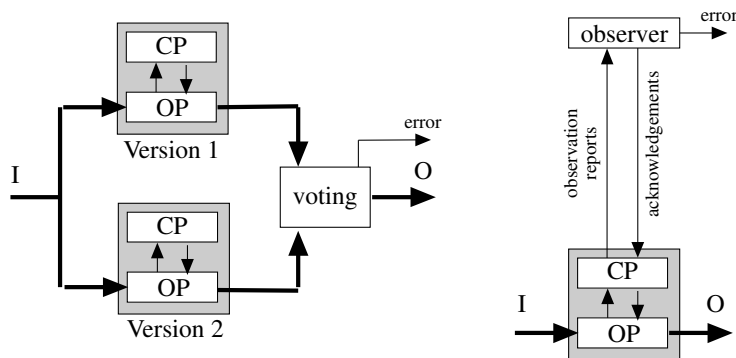 CP
OP
Version 1
I
error
O
voting
CP
OP
Version 2
observer
error
observation
reports
acknowledgements
CP
I
O
OP